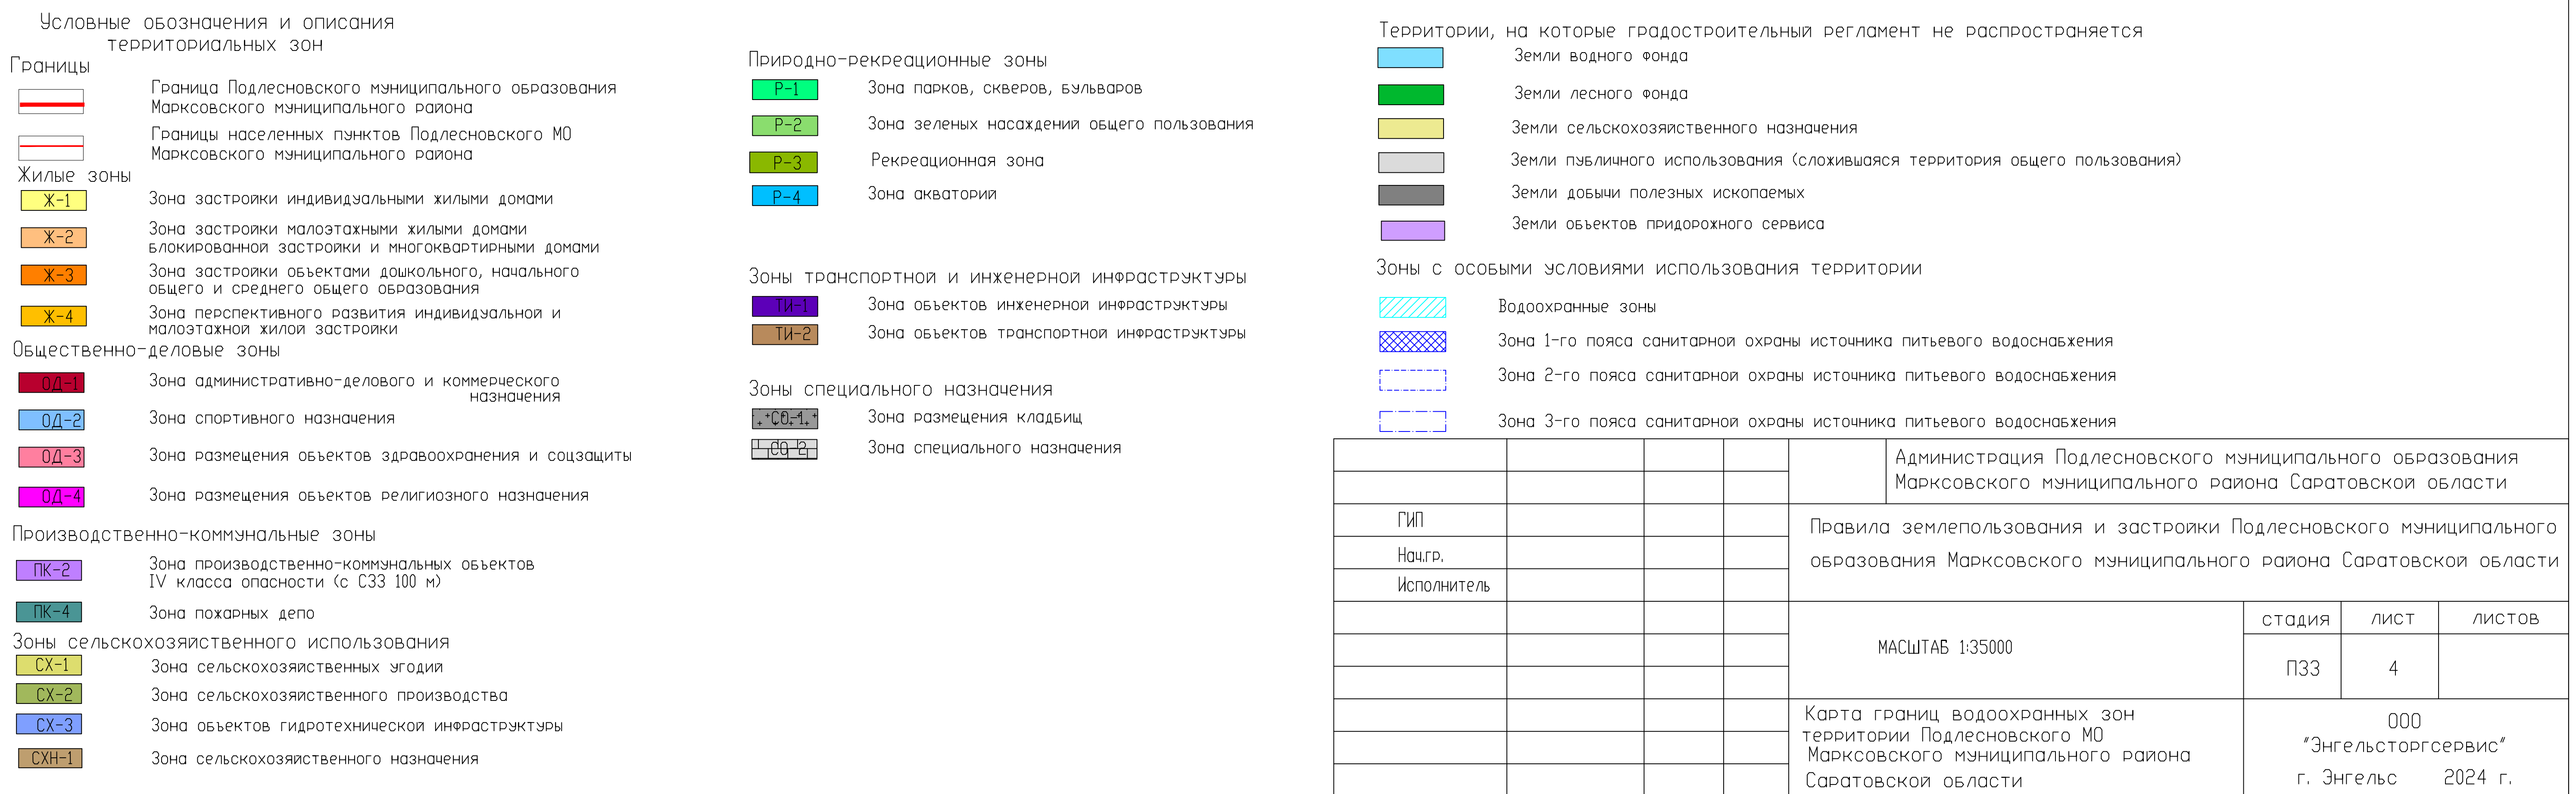 Условные обозначения и описания
территориальных зон
Границы
Граница Подлесновского муниципального образования
Марксовского муниципального района
Границы населенных пунктов Подлесновского МО
Марксовского муниципального района
Жилые зоны
Ж-1 Зона застройки индивидуальными жилыми домами
Ж-2 Зона застройки малоэтажными жилыми домами
блокированной застройки и многоквартирными домами
Ж-3 Зона застройки объектами дошкольного, начального
общего и среднего общего образования
Ж-4 Зона перспективного развития индивидуальной и
малоэтажной жилой застройки
Общественно-деловые зоны
ОД-1 Зона административно-делового и коммерческого
назначения
ОД-2 Зона спортивного назначения
ОД-3 Зона размещения объектов здравоохранения и соцзащиты
ОД-4 Зона размещения объектов религиозного назначения
Производственно-коммунальные зоны
ПК-2 Зона производственно-коммунальных объектов
IV класса опасности (с СЗЗ 100 м)
ПК-4 Зона пожарных депо
Зоны сельскохозяйственного использования
СХ-1 Зона сельскохозяйственных угодий
СХ-2 Зона сельскохозяйственного производства
СХ-3 Зона объектов гидротехнической инфраструктуры
СХН-1 Зона сельскохозяйственного назначения
Природно-рекреационные зоны
Р-1 Зона парков, скверов, бульваров
Р-2 Зона зеленых насаждений общего пользования
Р-3 Рекреационная зона
Р-4 Зона акваторий
Зоны транспортной и инженерной инфраструктуры
ТИ-1 Зона объектов инженерной инфраструктуры
ТИ-2 Зона объектов транспортной инфраструктуры
Зоны специального назначения
СО-1 Зона размещения кладбищ
СО-2 Зона специального назначения
Территории, на которые градостроительный регламент не распространяется
Земли водного фонда
Земли лесного фонда
Земли сельскохозяйственного назначения
Земли публичного использования (сложившаяся территория общего пользования)
Земли добычи полезных ископаемых
Земли объектов придорожного сервиса
Зоны с особыми условиями использования территории
Водоохранные зоны
Зона 1-го пояса санитарной охраны источника питьевого водоснабжения
Зона 2-го пояса санитарной охраны источника питьевого водоснабжения
Зона 3-го пояса санитарной охраны источника питьевого водоснабжения
Администрация Подлесновского муниципального образования
Марксовского муниципального района Саратовской области
ГИП
Нач.гр.
Исполнитель
Правила землепользования и застройки Подлесновского муниципального
образования Марксовского муниципального района Саратовской области
МАСШТАБ 1:35000
стадия лист листов
ПЗЗ 4
Карта границ водоохранных зон
территории Подлесновского МО
Марксовского муниципального района
Саратовской области
ООО
"Энгельсторгсервис"
г. Энгельс 2024 г.